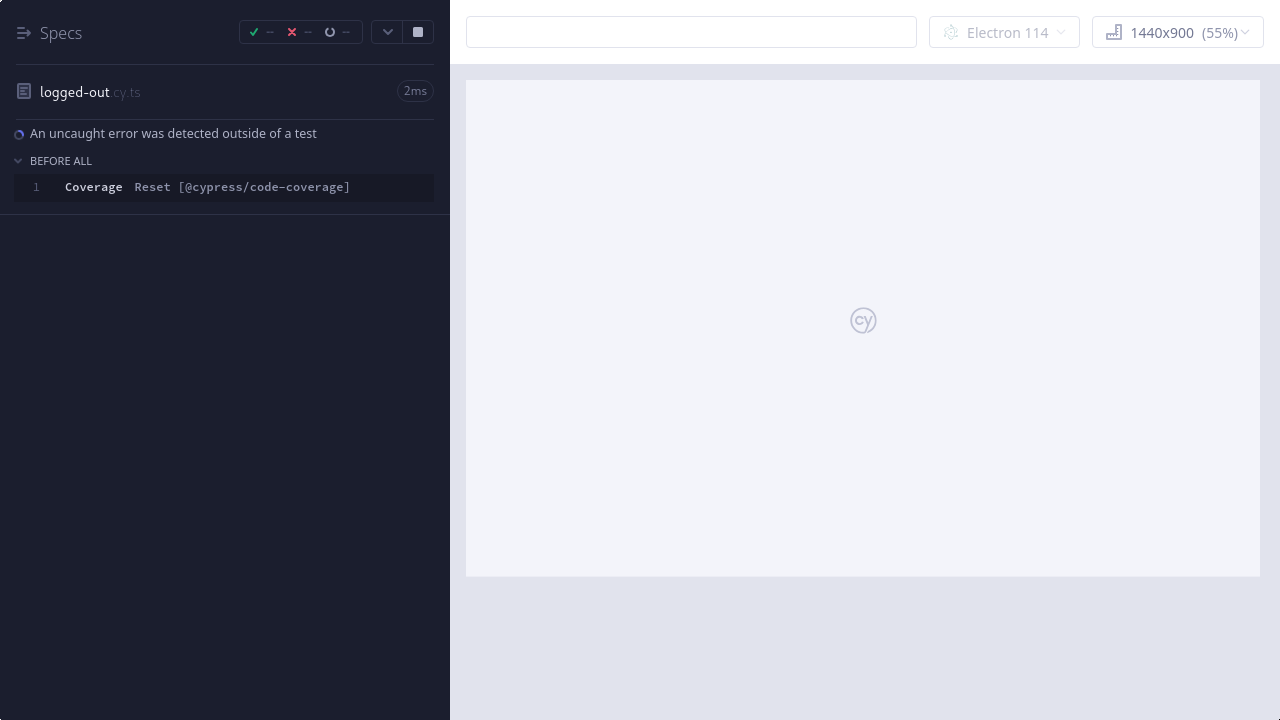 Specs
--
--
--
logged-out cy.ts
2ms
An uncaught error was detected outside of a test
BEFORE ALL
1 Coverage Reset [@cypress/code-coverage]
Electron 114
1440x900 (55%)
cy